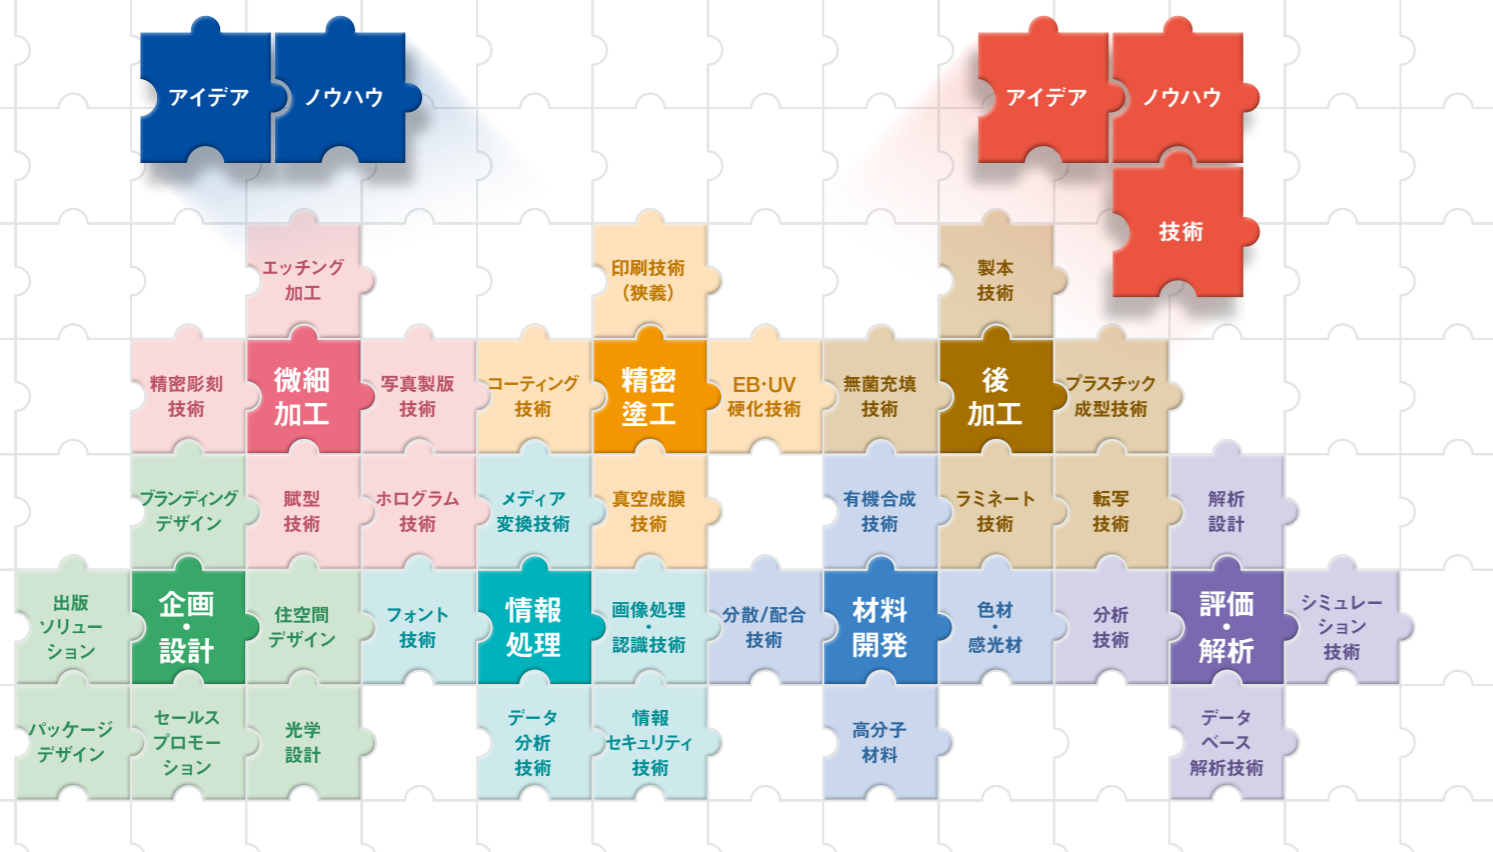 アイデア
ノウハウ
アイデア
ノウハウ
技術
エッチング
加工
印刷技術
（狭義）
製本
技術
精密彫刻
技術
微細
加工
写真製版
技術
コーティング
技術
精密
塗工
EB・UV
硬化技術
無菌充填
技術
後
加工
プラスチック
成型技術
ブランディング
デザイン
賦型
技術
ホログラム
技術
メディア
変換技術
真空成膜
技術
有機合成
技術
ラミネート
技術
転写
技術
解析
設計
出版
ソリュー
ション
企画
・
設計
住空間
デザイン
フォント
技術
情報
処理
画像処理
・
認識技術
分散/配合
技術
材料
開発
色材
・
感光材
分析
技術
評価
・
解析
シミュレー
ション
技術
パッケージ
デザイン
セールス
プロモー
ション
光学
設計
データ
分析
技術
情報
セキュリティ
技術
高分子
材料
データ
ベース
解析技術